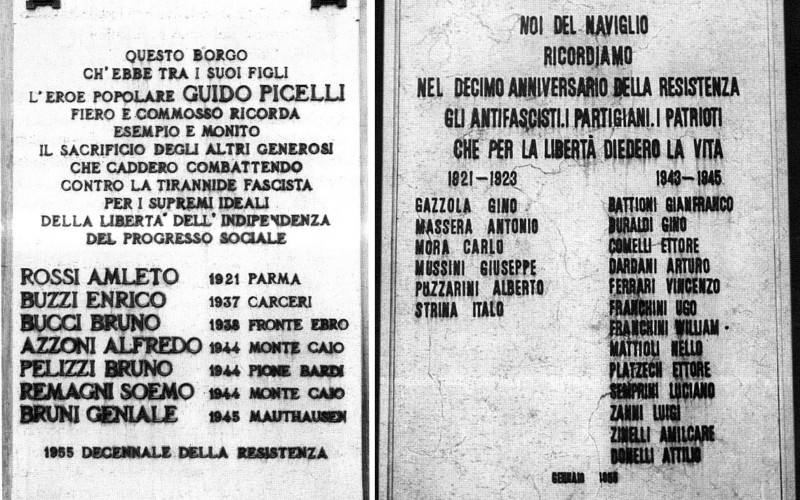 QUESTO BORGO
CH'EBBE TRA I SUOI FIGLI
L'EROE POPOLARE GUIDO PICELLI
FIERO E COMMOSSO RICORDA
ESEMPIO E MONITO
IL SACRIFICIO DEGLI ALTRI GENEROSI
CHE CADDERO COMBATTENDO
CONTRO LA TIRANNIDE FASCISTA
PER I SUPREMI IDEALI
DELLA LIBERTA' DELL'INDIPENDENZA
DEL PROGRESSO SOCIALE
ROSSI AMLETO 1921 PARMA
BUZZI ENRICO 1937 CARCERI
BUCCI BRUNO 1938 FRONTE EBRO
AZZONI ALFREDO 1944 MONTE CAIO
PELIZZI BRUNO 1944 PIONE BARDI
REMAGNI SOEMO 1944 MONTE CAIO
BRUNI GENIALE 1945 MAUTHAUSEN
1955 DECENNALE DELLA RESISTENZA
NOI DEL NAVIGLIO
RICORDIAMO
NEL DECIMO ANNIVERSARIO DELLA RESISTENZA
GLI ANTIFASCISTI.I PARTIGIANI.I PATRIOTI
CHE PER LA LIBERTÀ DIEDERO LA VITA
1921-1923
GAZZOLA GINO
MASSERA ANTONIO
MORA CARLO
MUSSINI GIUSEPPE
PUZZARINI ALBERTO
STRINA ITALO
1943-1945
BATTIONI GIANFRANCO
BURALDI GINO
COMELLI ETTORE
DARDANI ARTURO
FERRARI VINCENZO
FRANCHINI UGO
FRANCHINI WILLIAM
MATTIOLI NELLO
PLATZECH ETTORE
SEMPRINI LUCIANO
ZANNI LUIGI
ZINELLI AMILCARE
BONELLI ATTILIO
GENNAIO 1955